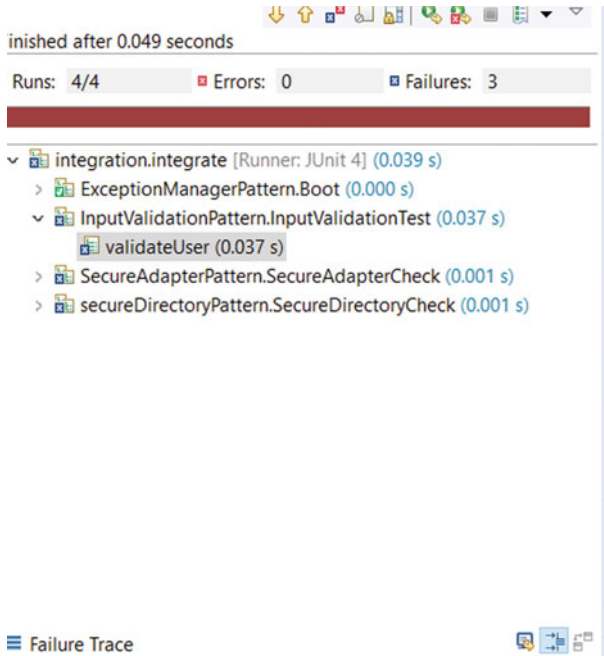 inished after 0.049 seconds
Runs: 4/4 Errors: 0 Failures: 3
integration.integrate [Runner: JUnit 4] (0.039 s)
ExceptionManagerPattern.Boot (0.000 s)
InputValidationPattern.InputValidationTest (0.037 s)
validateUser (0.037 s)
SecureAdapterPattern.SecureAdapterCheck (0.001 s)
secureDirectoryPattern.SecureDirectoryCheck (0.001 s)
Failure Trace